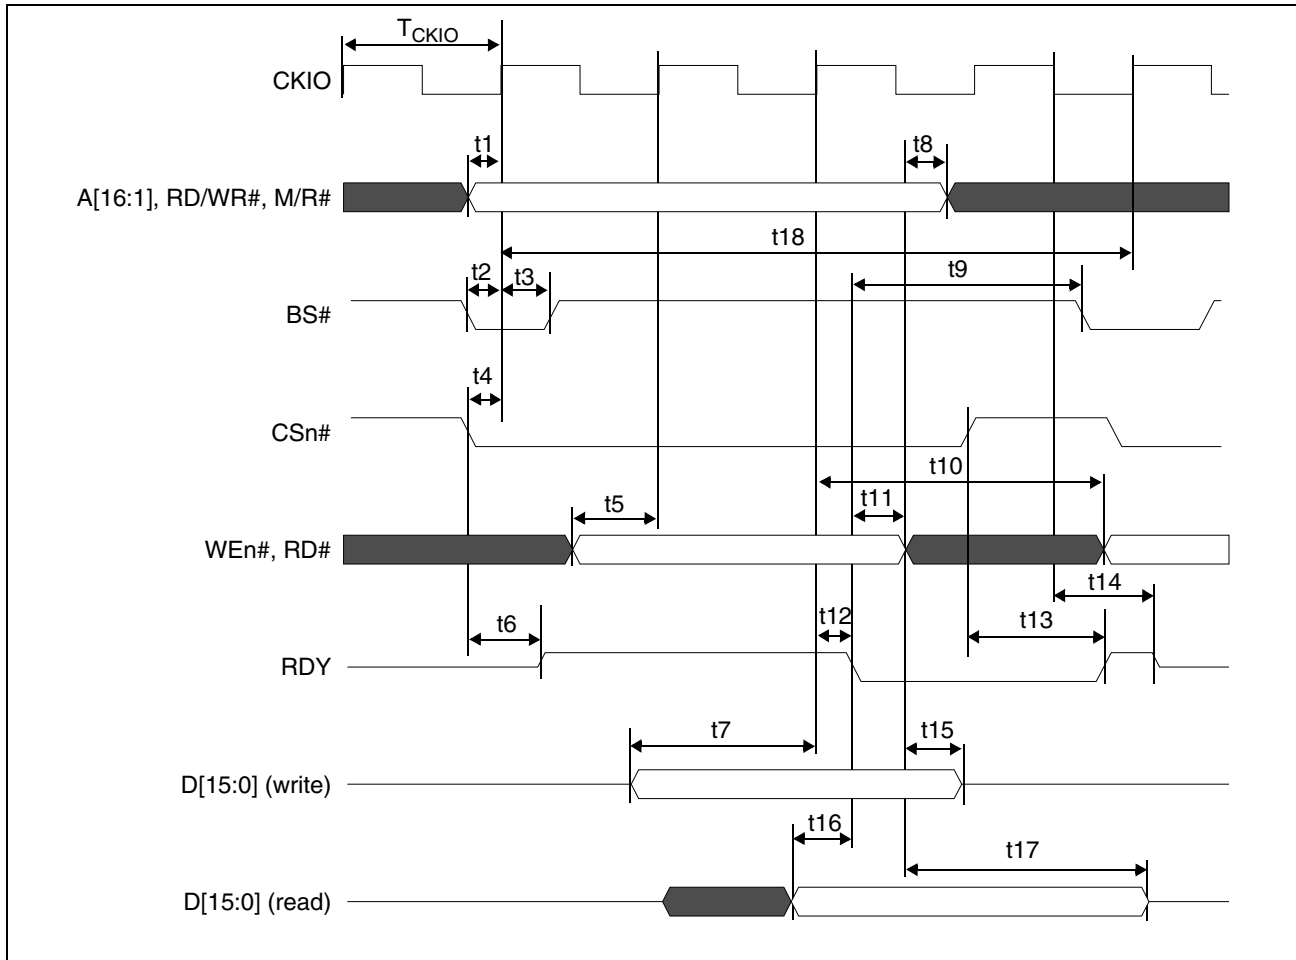 TCKIO
CKIO
t1
t8
A[16:1], RD/WR#, M/R#
t18
t2
t3
t9
BS#
t4
CSn#
t10
t11
t5
WEn#, RD#
t14
t6
t12
t13
RDY
t7
t15
D[15:0] (write)
t16
t17
D[15:0] (read)